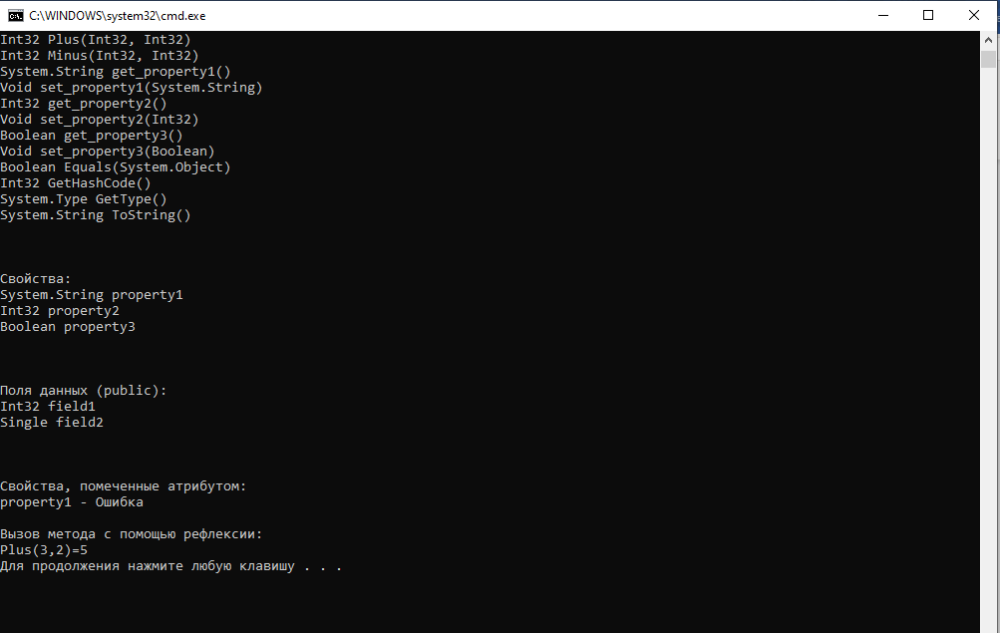 C:\WINDOWS\system32\cmd.exe
Int32 Plus(Int32, Int32)
Int32 Minus(Int32, Int32)
System.String get_property1()
Void set_property1(System.String)
Int32 get_property2()
Void set_property2(Int32)
Boolean get_property3()
Void set_property3(Boolean)
Boolean Equals(System.Object)
Int32 GetHashCode()
System.Type GetType()
System.String ToString()
Свойства:
System.String property1
Int32 property2
Boolean property3
Поля данных (public):
Int32 field1
Single field2
Свойства, помеченные атрибутом:
property1 - Ошибка
Вызов метода с помощью рефлексии:
Plus(3,2)=5
Для продолжения нажмите любую клавишу . . .